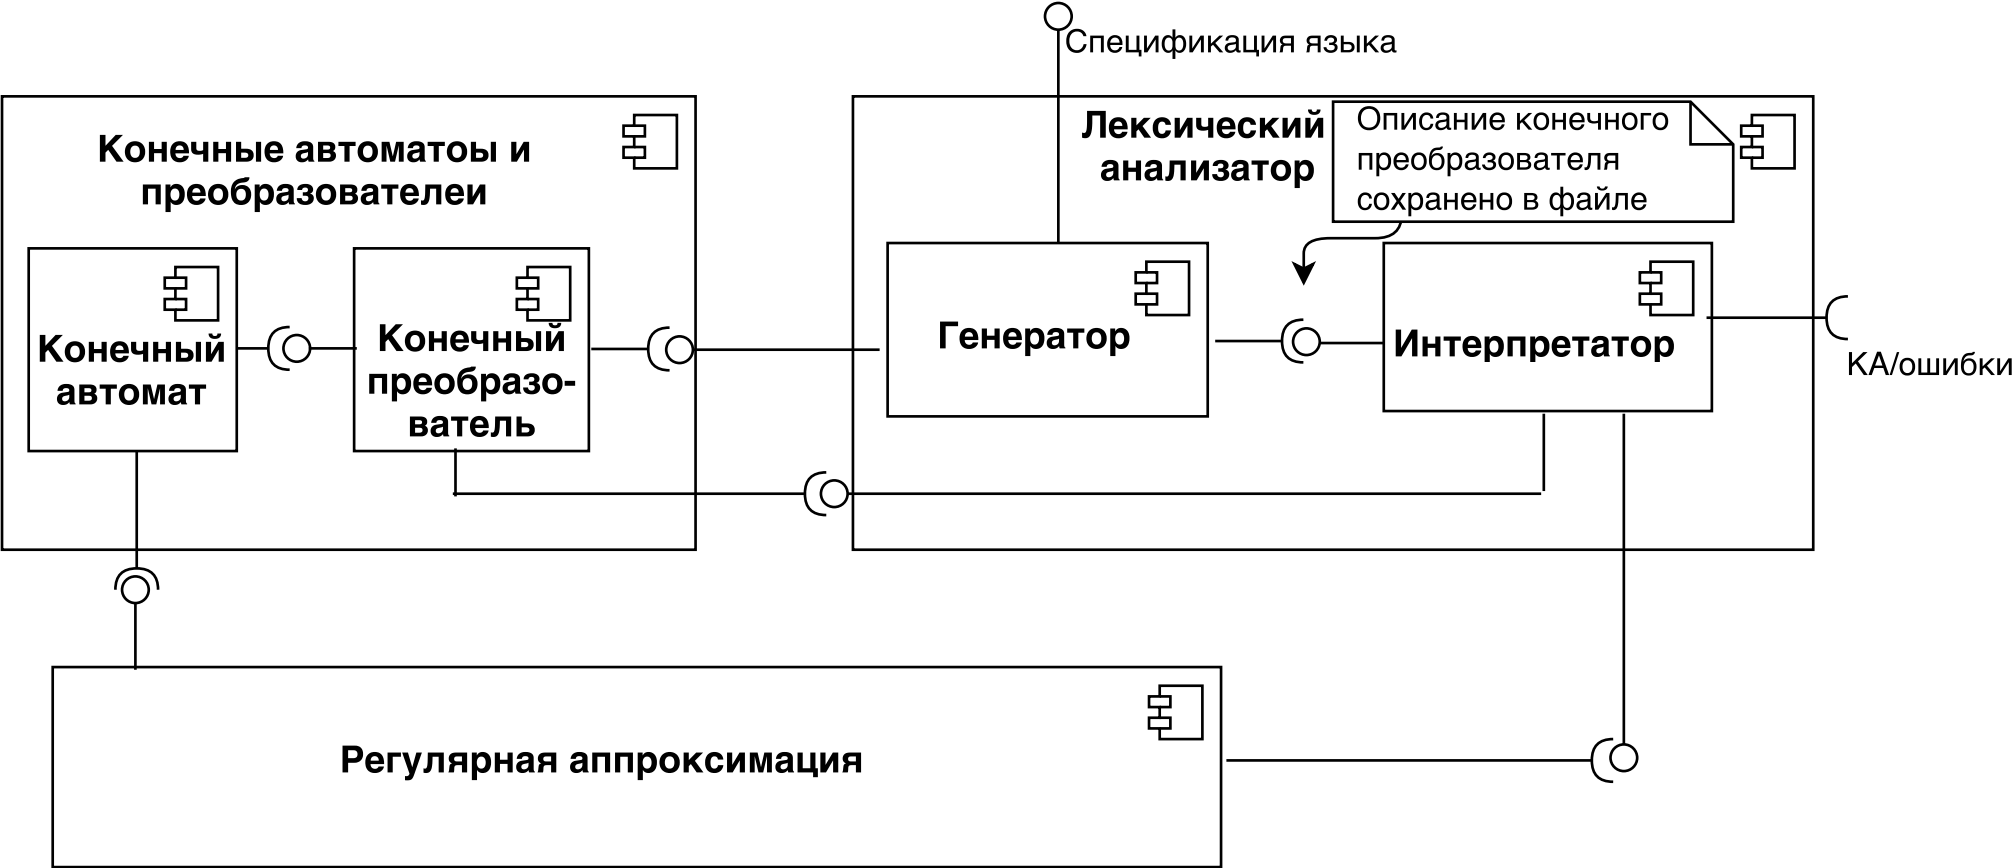 Спецификация языка
Конечные автоматоы и
преобразователеи
Лексический
анализатор
Описание конечного
преобразователя
сохранено в файле
Конечный
автомат
Конечный
преобразо-
ватель
Генератор
Интерпретатор
КА/ошибки
Регулярная аппроксимация